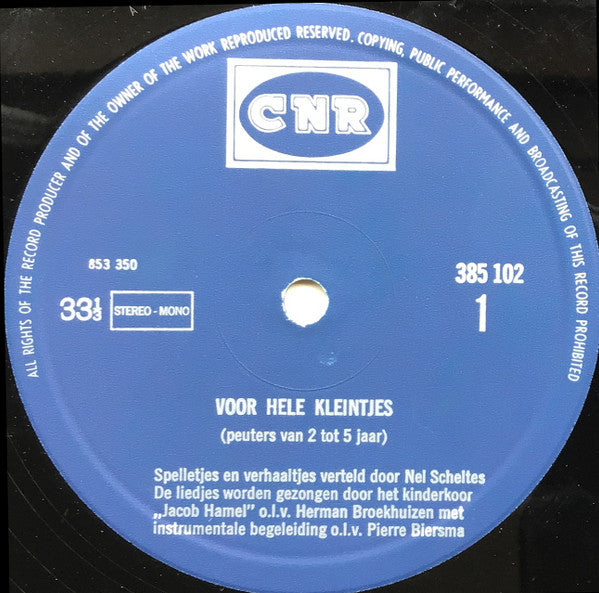 ALL RIGHTS OF THE RECORD PRODUCER AND OF THE OWNER OF THE WORK REPRODUCED RESERVED. COPYING, PUBLIC PERFORMANCE AND BROADCASTING OF THIS RECORD PROHIBITED
CNR
853 350
385 102
33⅓ STEREO - MONO
1
VOOR HELE KLEINTJES
(peuters van 2 tot 5 jaar)
Spelletjes en verhaaltjes verteld door Nel Scheltes
De liedjes worden gezongen door het kinderkoor
„Jacob Hamel” o.l.v. Herman Broekhuizen met
instrumentale begeleiding o.l.v. Pierre Biersma